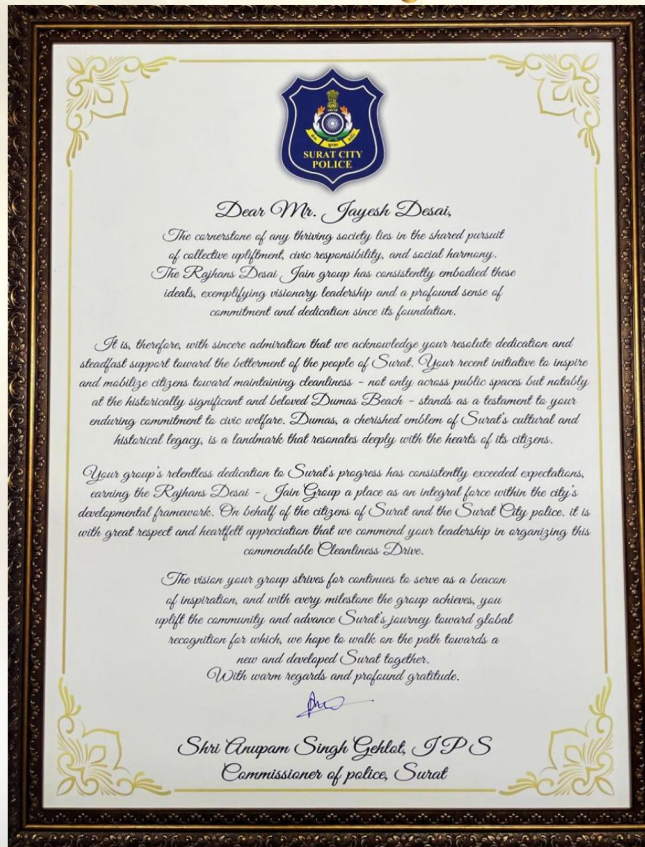 SURAT CITY
POLICE
Dear Mr. Jayesh Desai,
The cornerstone of any thriving society lies in the shared pursuit
of collective upliftment, civic responsibility, and social harmony.
The Rajhans Desai Jain group has consistently embodied these
ideals, exemplifying visionary leadership and a profound sense of
commitment and dedication since its foundation.
It is, therefore, with sincere admiration that we acknowledge your resolute dedication and
steadfast support toward the betterment of the people of Surat. Your recent initiative to inspire
and mobilize citizens toward maintaining cleantiness - not only across public spaces but notably
at the historically significant and beloved Dumas Beach - stands as a testament to your
enduring commitment to civic welfare. Dumas, a cherished emblem of Surat's cultural and
historical legacy, is a landmark that resonates deeply with the hearts of its citizens.
Your group's relentless dedication to Surat's progress has consistently exceeded expectations,
earning the Rajhans Desai - Jain Group a place as an integral force within the city's
developmental framework. On behalf of the citizens of Surat and the Surat City police, it is
with great respect and heartfelt appreciation that we commend your leadership in organizing this
commendable Cleantiness Drive.
The vision your group strives for continues to serve as a beacon
of inspiration, and with every milestone the group achieves, you
uplift the community and advance Surat's journey toward global
recognition for which, we hope to walk on the path towards a
new and developed Surat together.
With warm regards and profound gratitude.
Shri Anupam Singh Gehlot, I P S
Commissioner of police, Surat